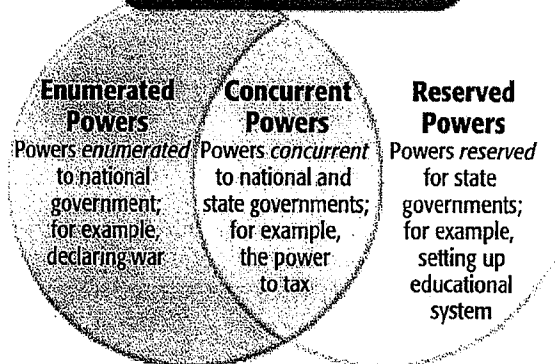 Enumerated
Powers
Powers enumerated
to national
government;
for example,
declaring war
Concurrent
Powers
Powers concurrent
to national and
state governments;
for example,
the power
to tax
Reserved
Powers
Powers reserved
for state
governments;
for example,
setting up
educational
system